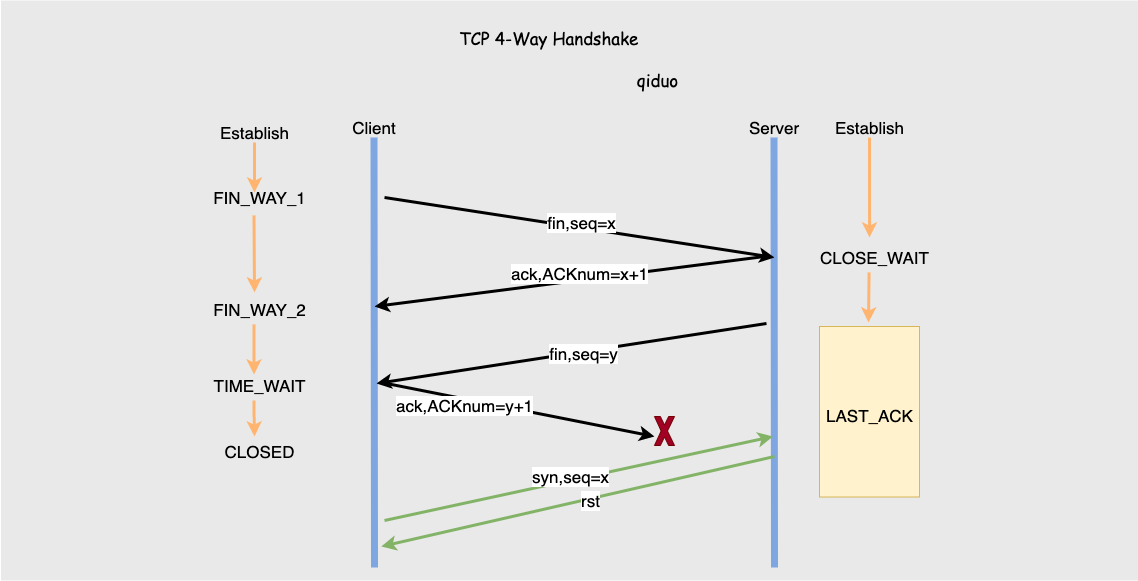 TCP 4-Way Handshake
qiduo
Establish
Client
Server
Establish
FIN_WAY_1
fin,seq=x
CLOSE_WAIT
ack,ACKnum=x+1
FIN_WAY_2
fin,seq=y
TIME_WAIT
ack,ACKnum=y+1
X
LAST_ACK
CLOSED
syn,seq=x
rst